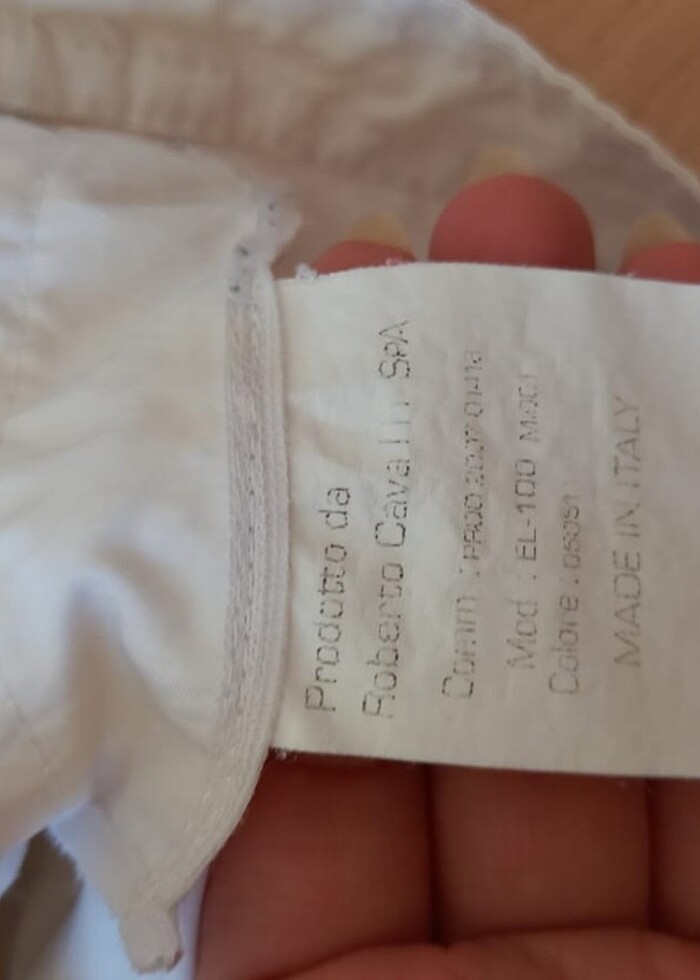 Prodotto da
Roberto Cavalli SPA
Comm :
Mod : EL-100
Colore : 05051
MADE IN ITALY